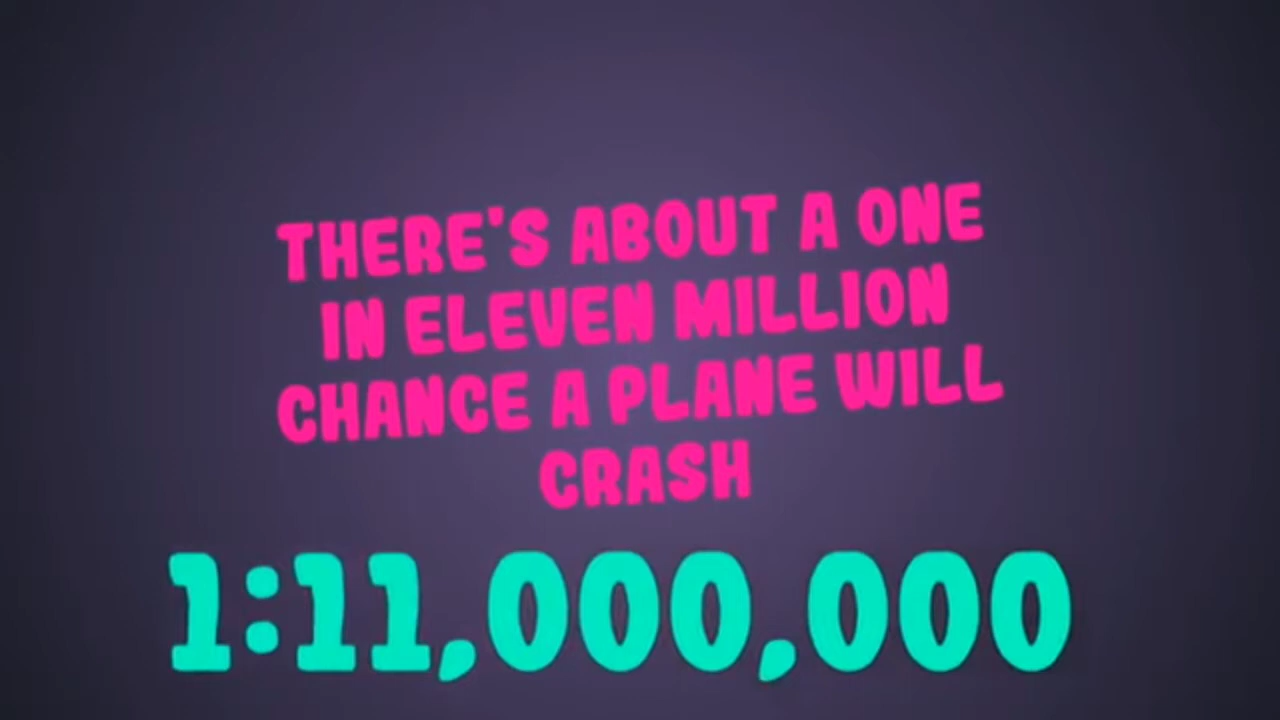 THERE'S ABOUT A ONE
IN ELEVEN MILLION
CHANCE A PLANE WILL
CRASH
1:11,000,000